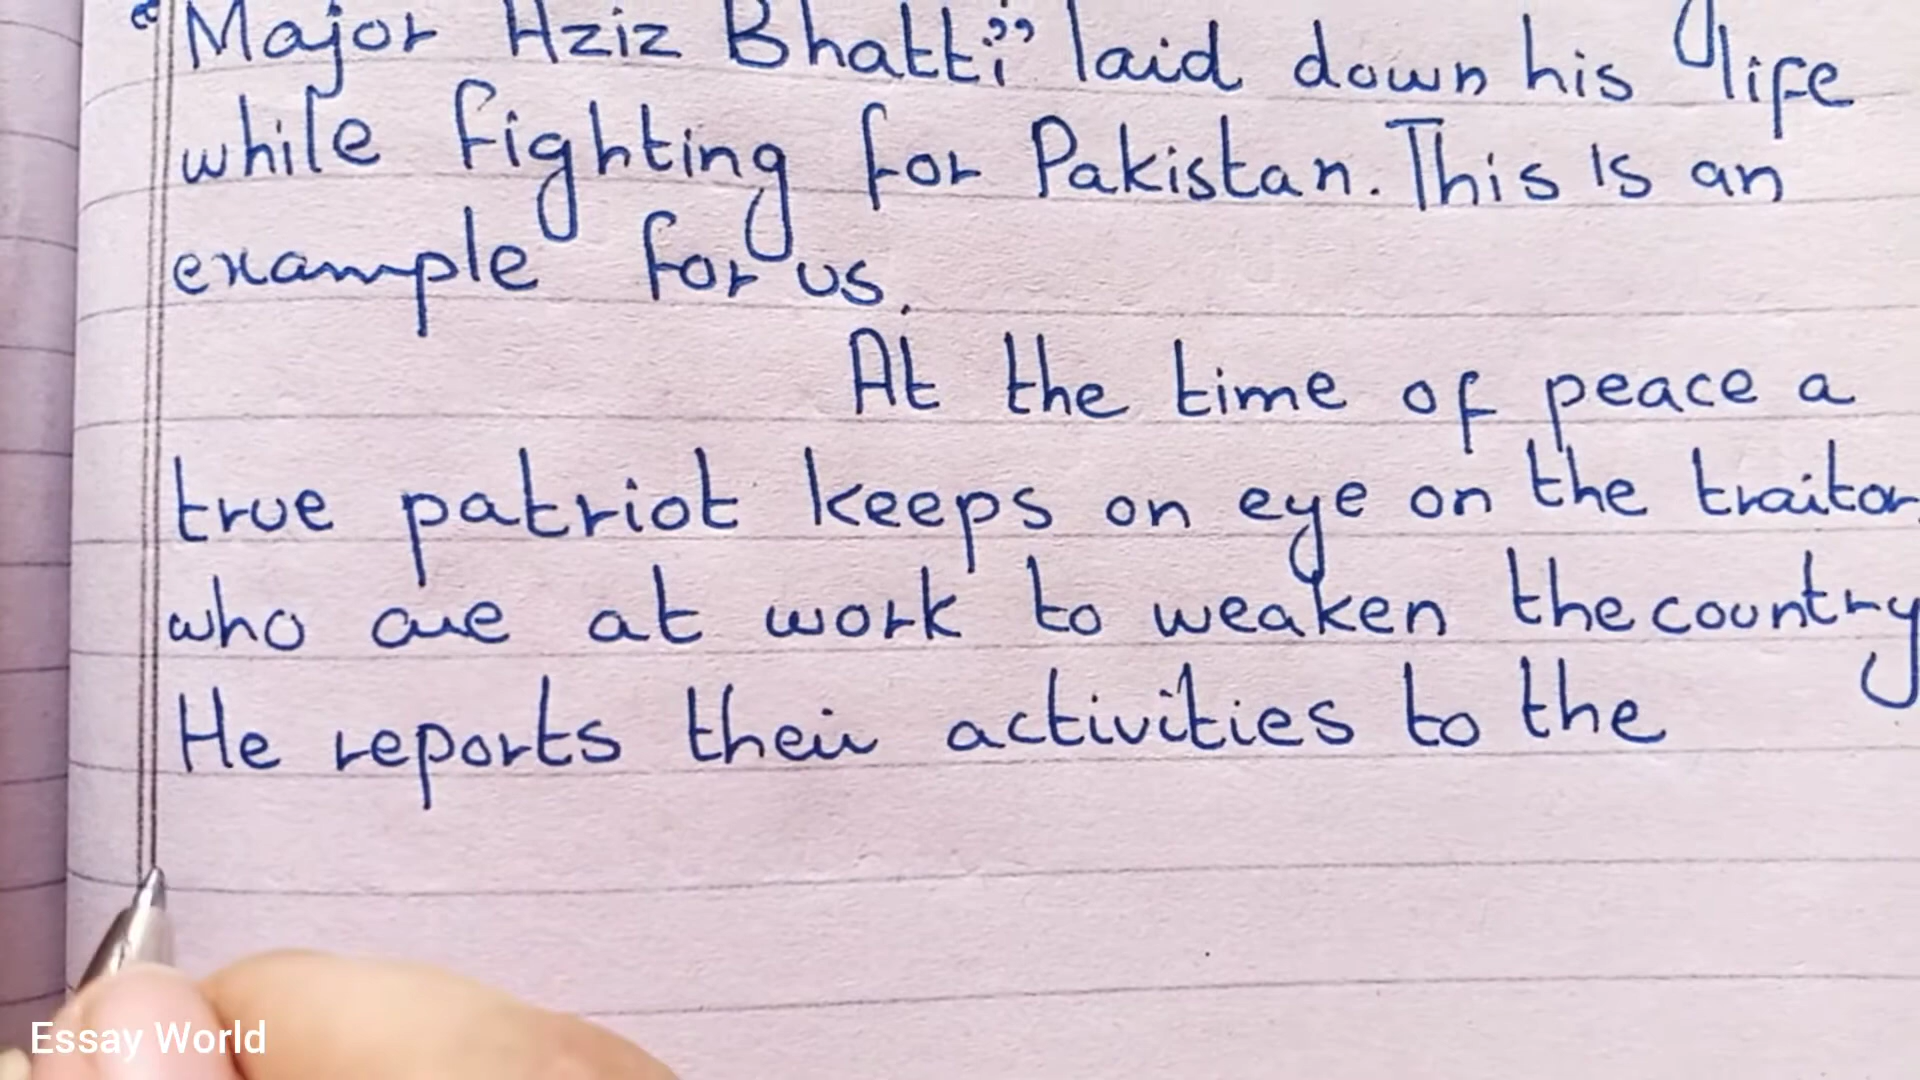 “Major Aziz Bhatti” laid down his life
while fighting for Pakistan. This is an
example for us.
At the time of peace a
true patriot keeps on eye on the traitor
who are at work to weaken the country
He reports their activities to the
Essay World